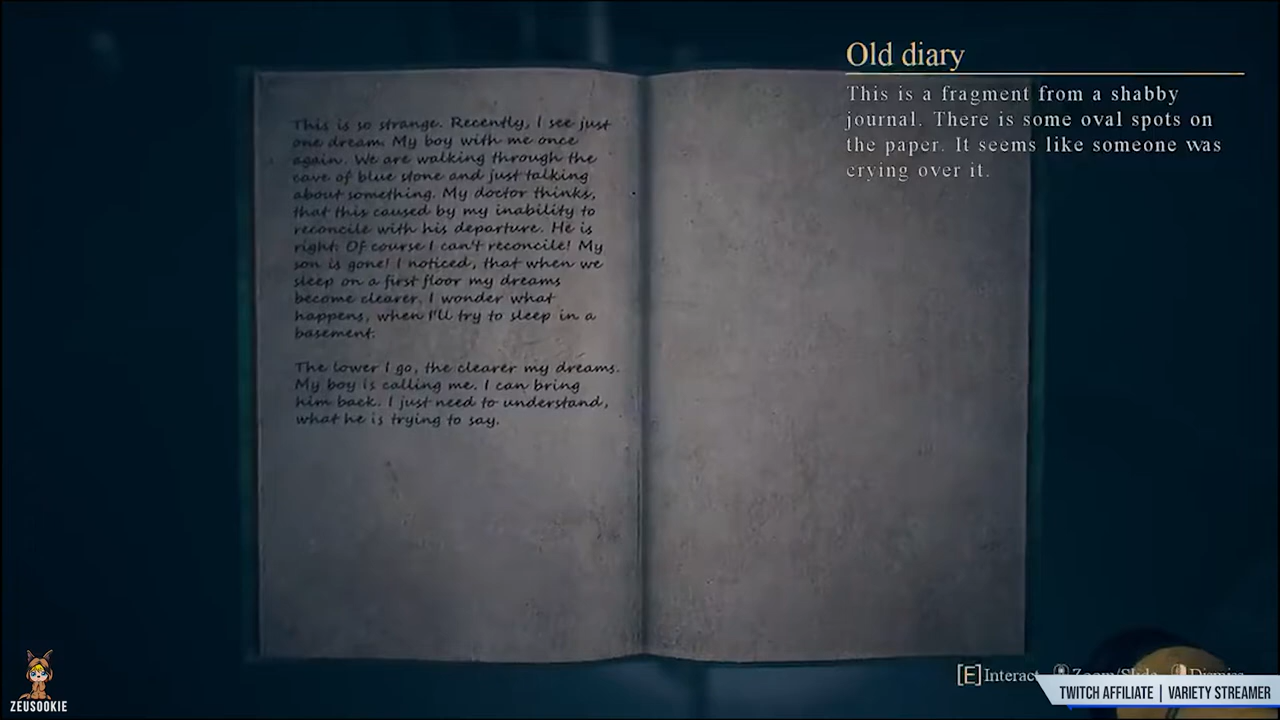 Old diary
This is a fragment from a shabby
journal. There is some oval spots on
the paper. It seems like someone was
crying over it.
This is so strange. Recently, I see just
one dream. My boy with me once
again. We are walking through the
cave of blue stone and just talking
about something. My doctor thinks,
that this caused by my inability to
reconcile with his departure. He is
right. Of course I can't reconcile! My
son is gone! I noticed, that when we
sleep on a first floor my dreams
become clearer. I wonder what
happens, when I'll try to sleep in a
basement.
The lower I go, the clearer my dreams.
My boy is calling me. I can bring
him back. I just need to understand,
what he is trying to say.
[E]Interact Zoom/Slide Dismiss
TWITCH AFFILIATE | VARIETY STREAMER
ZEUSOOKIE